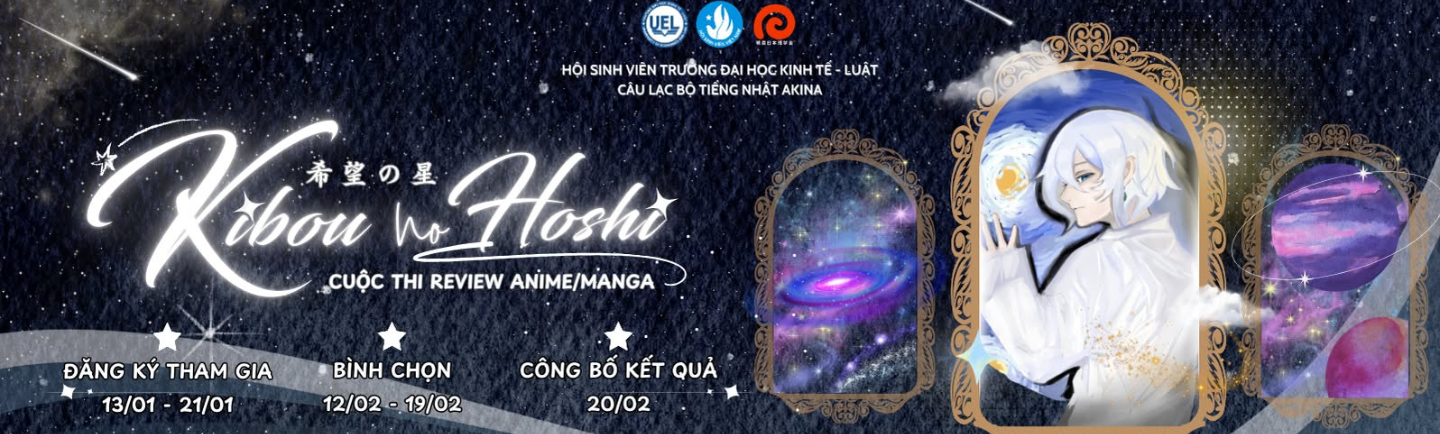 UEL
HỘI SINH VIÊN TRƯỜNG ĐẠI HỌC KINH TẾ - LUẬT
CÂU LẠC BỘ TIẾNG NHẬT AKINA
希望の星
Kibou No Hoshi
CUỘC THI REVIEW ANIME/MANGA
ĐĂNG KÝ THAM GIA
13/01 - 21/01
BÌNH CHỌN
12/02 - 19/02
CÔNG BỐ KẾT QUẢ
20/02